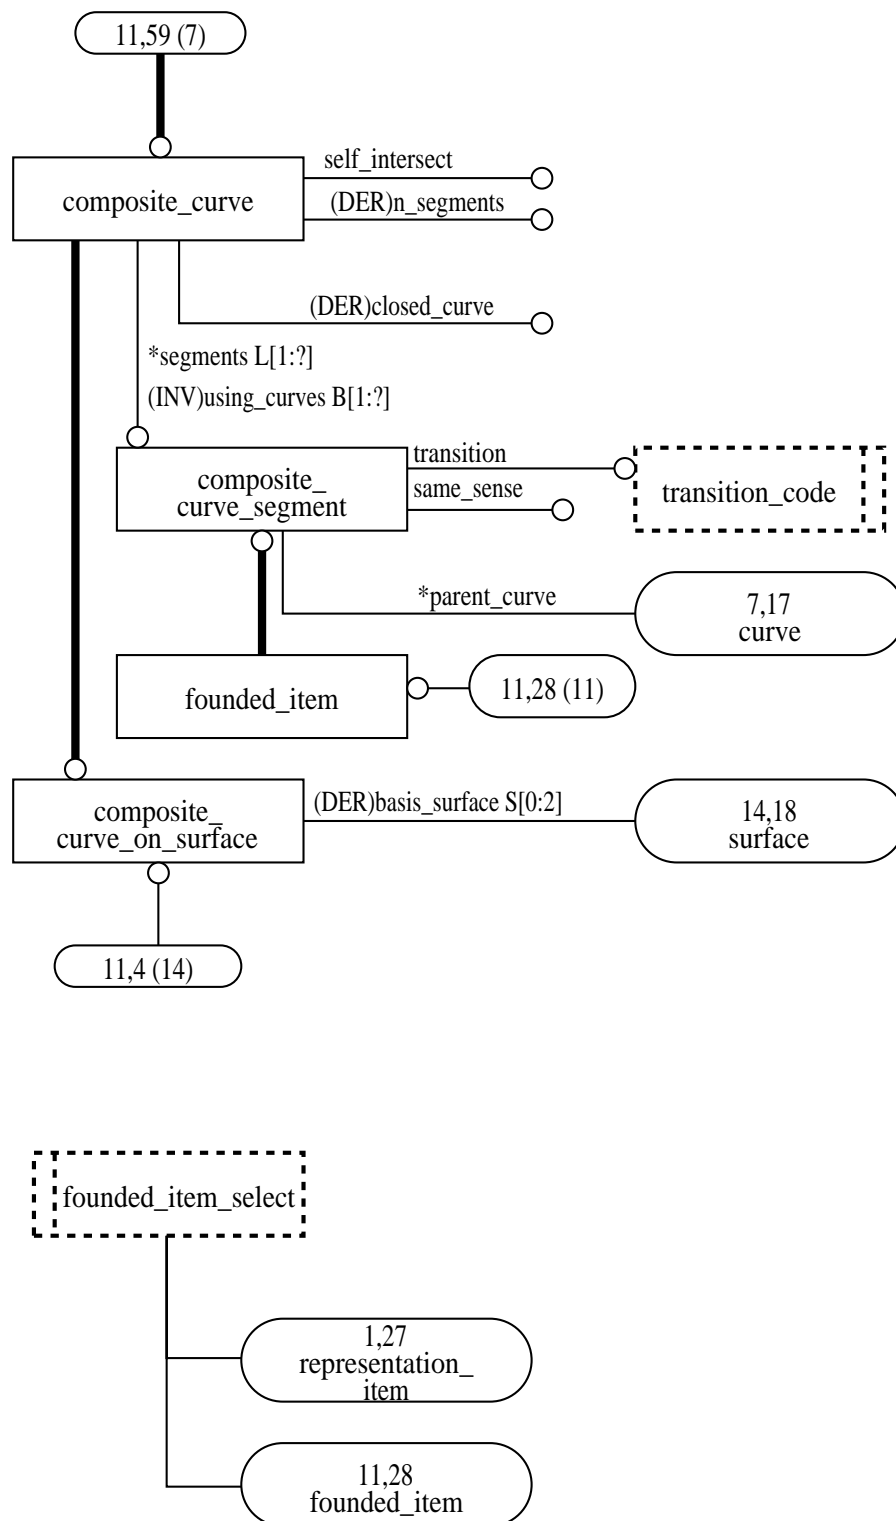 11,59 (7)
self_intersect
composite_curve
(DER)n_segments
(DER)closed_curve
*segments L[1:?]
(INV)using_curves B[1:?]
transition
composite_
curve_segment
same_sense
transition_code
*parent_curve
7,17
curve
founded_item
11,28 (11)
composite_
curve_on_surface
(DER)basis_surface S[0:2]
14,18
surface
11,4 (14)
founded_item_select
1,27
representation_
item
11,28
founded_item